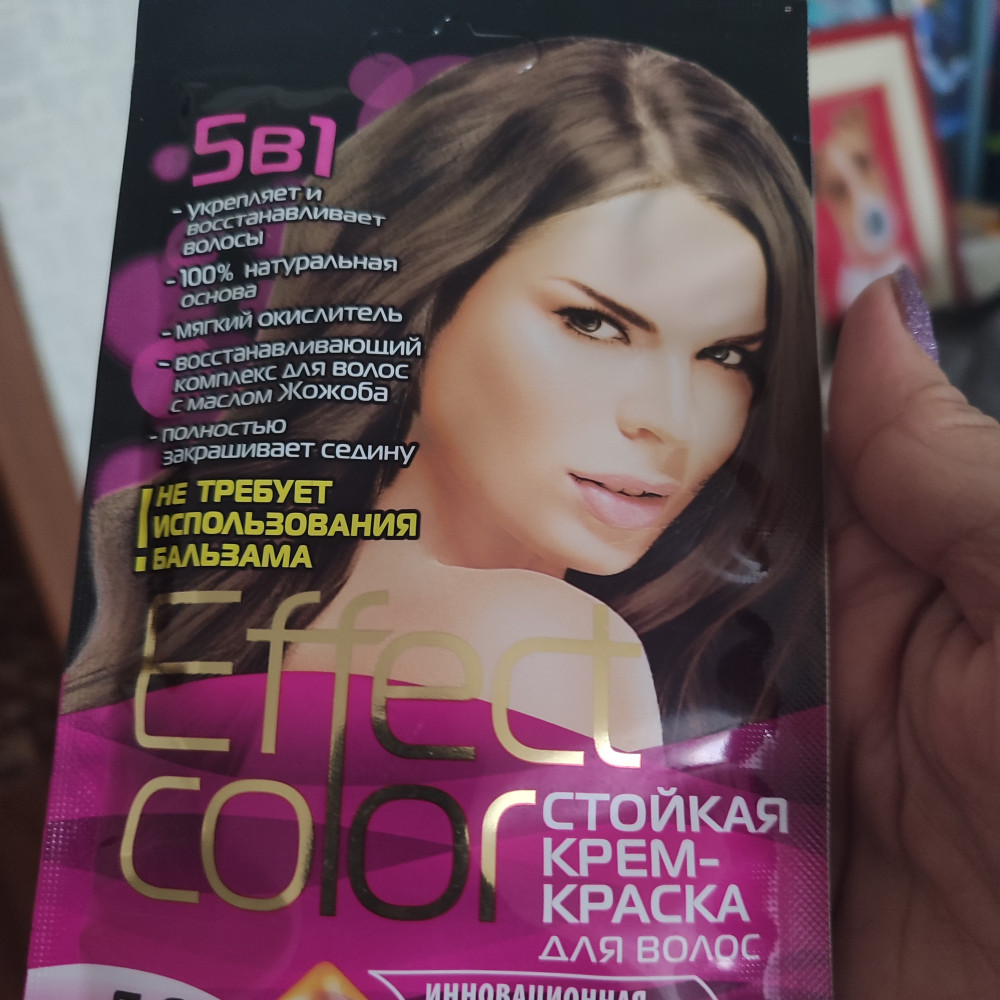 5в1
- укрепляет и
восстанавливает
волосы
- 100% натуральная
основа
- мягкий окислитель
- восстанавливающий
комплекс для волос
с маслом Жожоба
- полностью
закрашивает седину
! НЕ ТРЕБУЕТ
ИСПОЛЬЗОВАНИЯ
БАЛЬЗАМА
Effect
color
СТОЙКАЯ
КРЕМ-
КРАСКА
ДЛЯ ВОЛОС
ИННОВАЦИОННАЯ